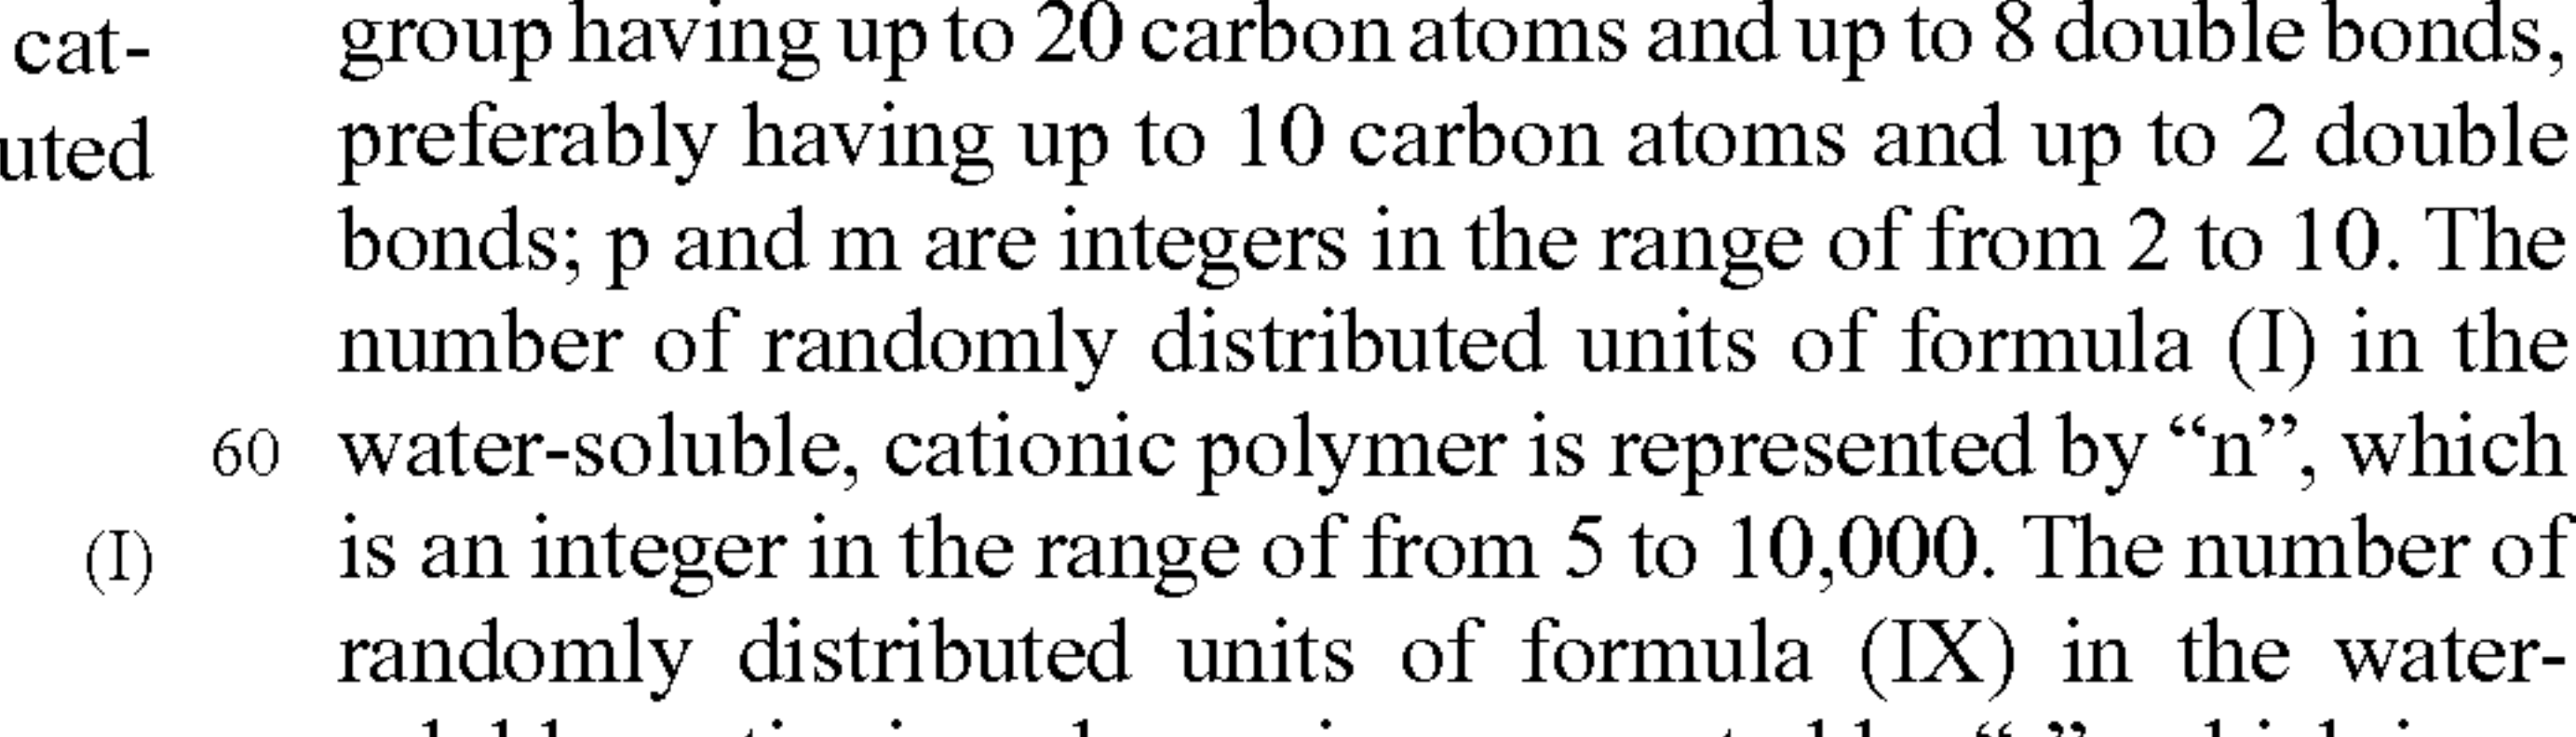 cat-
uted
(I)
group having up to 20 carbon atoms and up to 8 double bonds,
preferably having up to 10 carbon atoms and up to 2 double
bonds; p and m are integers in the range of from 2 to 10. The
number of randomly distributed units of formula (I) in the
60 water-soluble, cationic polymer is represented by “n”, which
is an integer in the range of from 5 to 10,000. The number of
randomly distributed units of formula (IX) in the water-